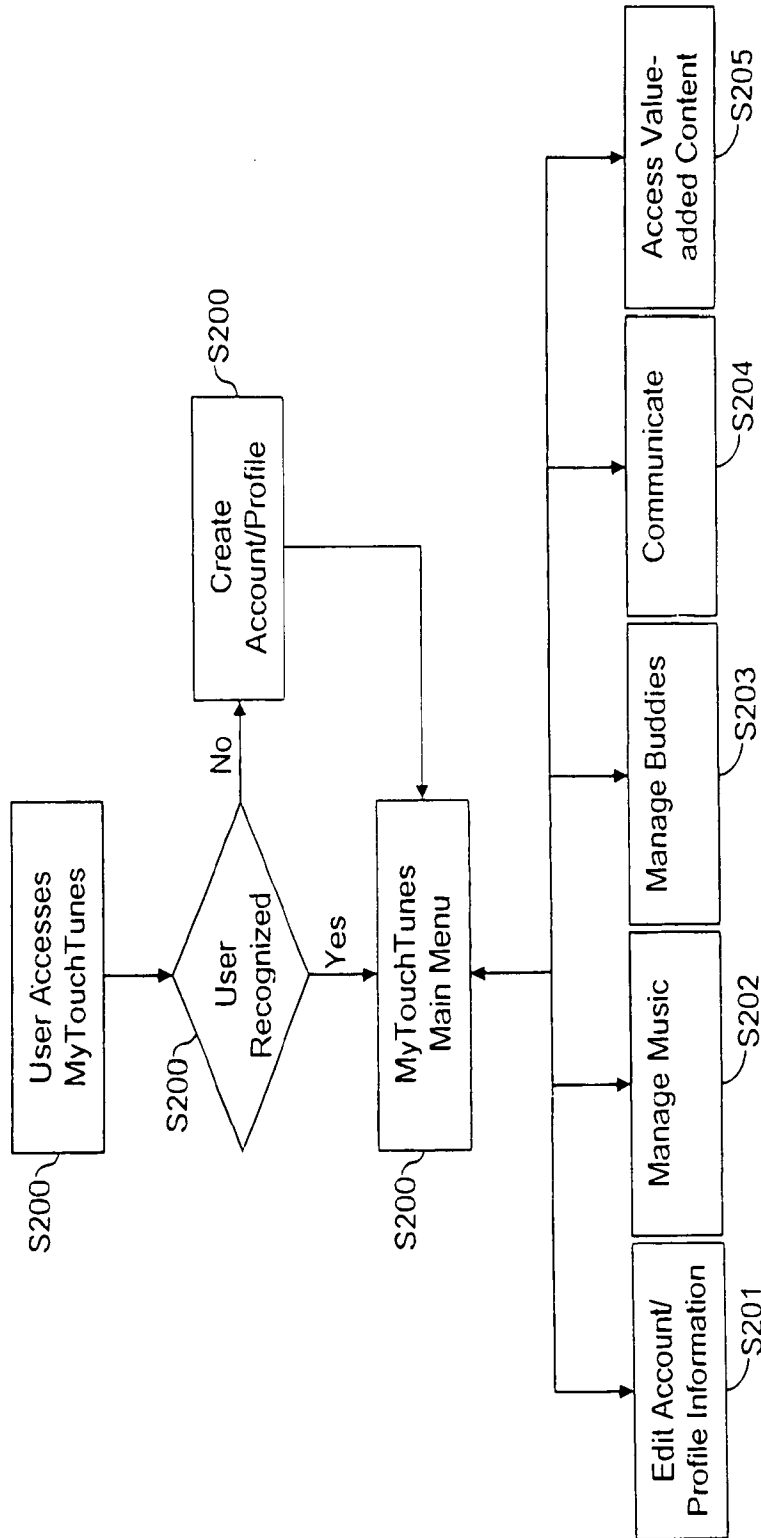 User Accesses
MyTouchTunes
S200
S200
User
Recognized
No
Yes
S200
Create
Account/Profile
S200
MyTouchTunes
Main Menu
Edit Account/
Profile Information
S201
Manage Music
S202
Manage Buddies
S203
Communicate
S204
Access Value-
added Content
S205